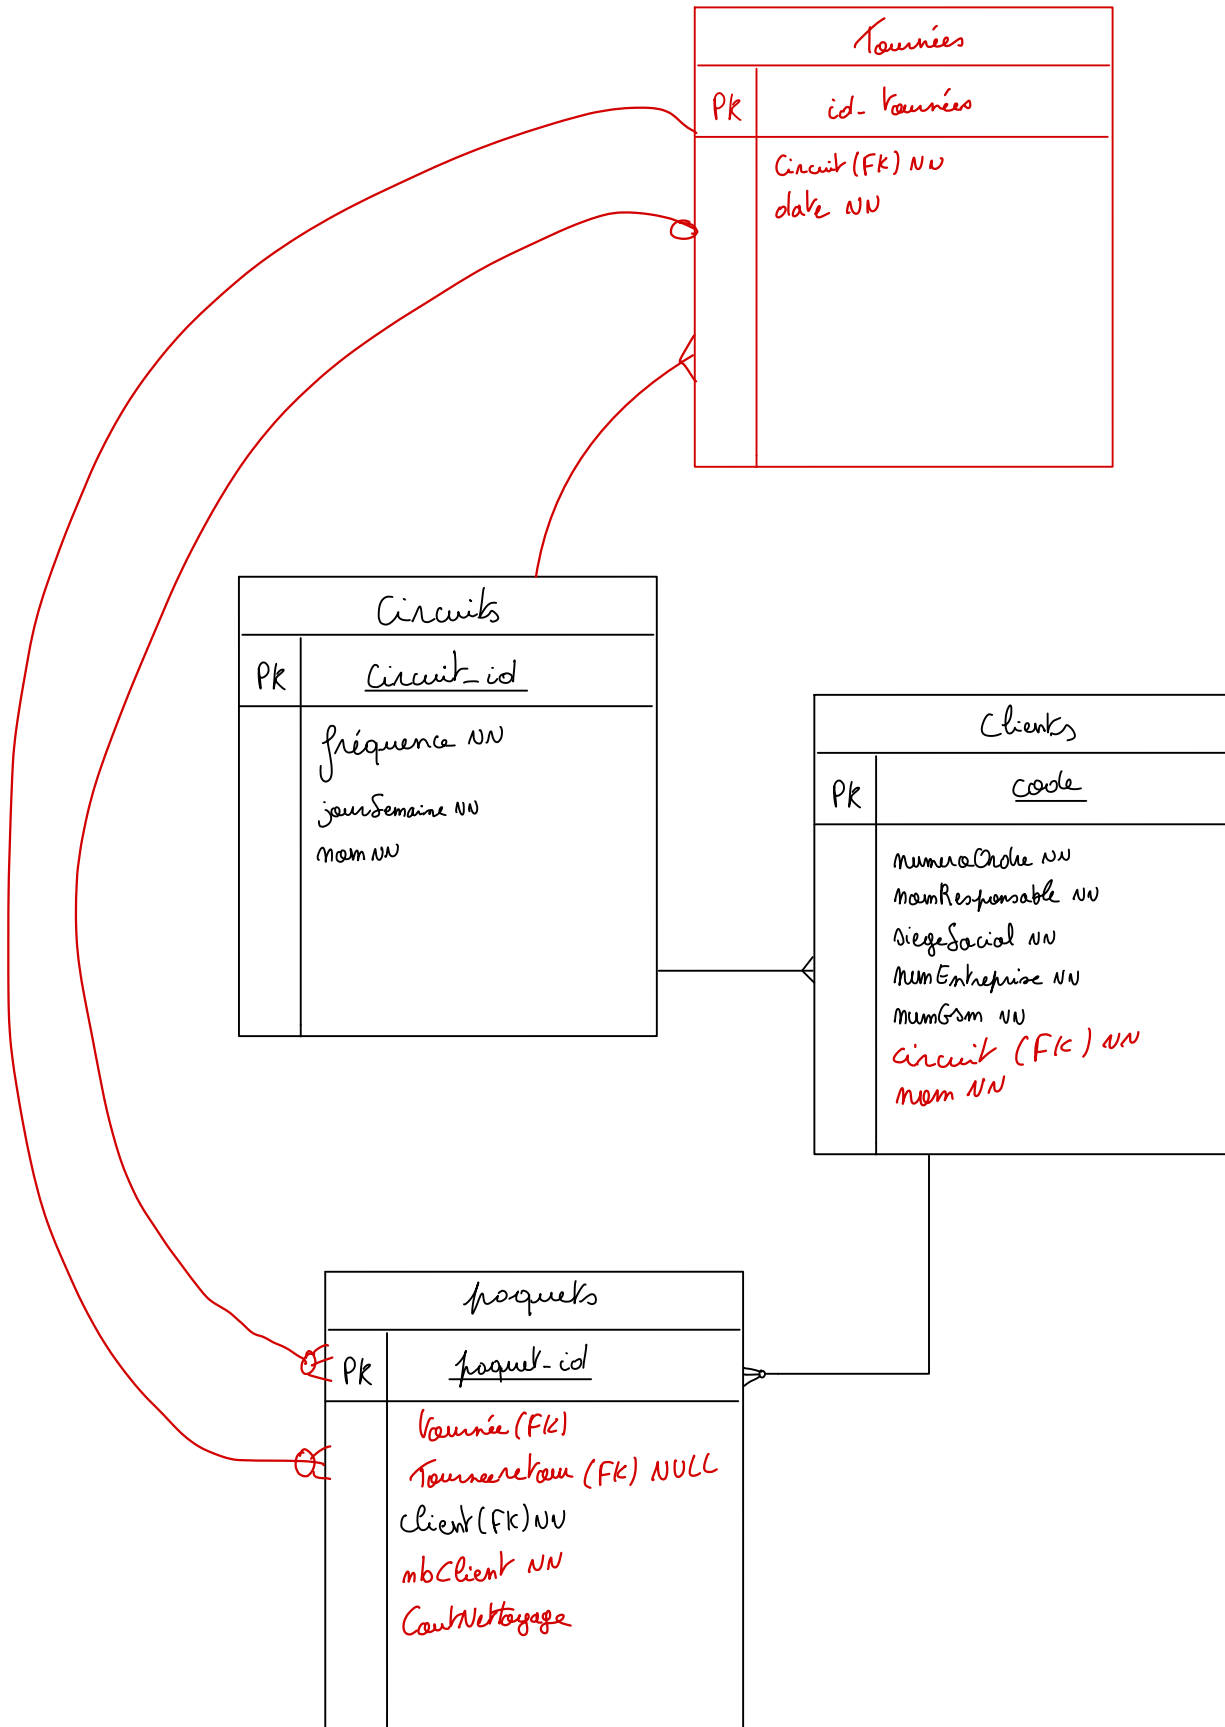 Tournées
PK id_tournées
Circuit (FK) NN
date NN
Circuits
PK circuit_id
fréquence NN
jourSemaine NN
nom NN
Clients
PK code
numeroOrdre NN
nomResponsable NN
siegeSocial NN
numEntreprise NN
numGsm NN
circuit (FK) NN
nom NN
paquets
PK paquet_id
tournée (FK)
Tourneeretour (FK) NULL
client (FK) NN
nbClient NN
CoutNettoyage